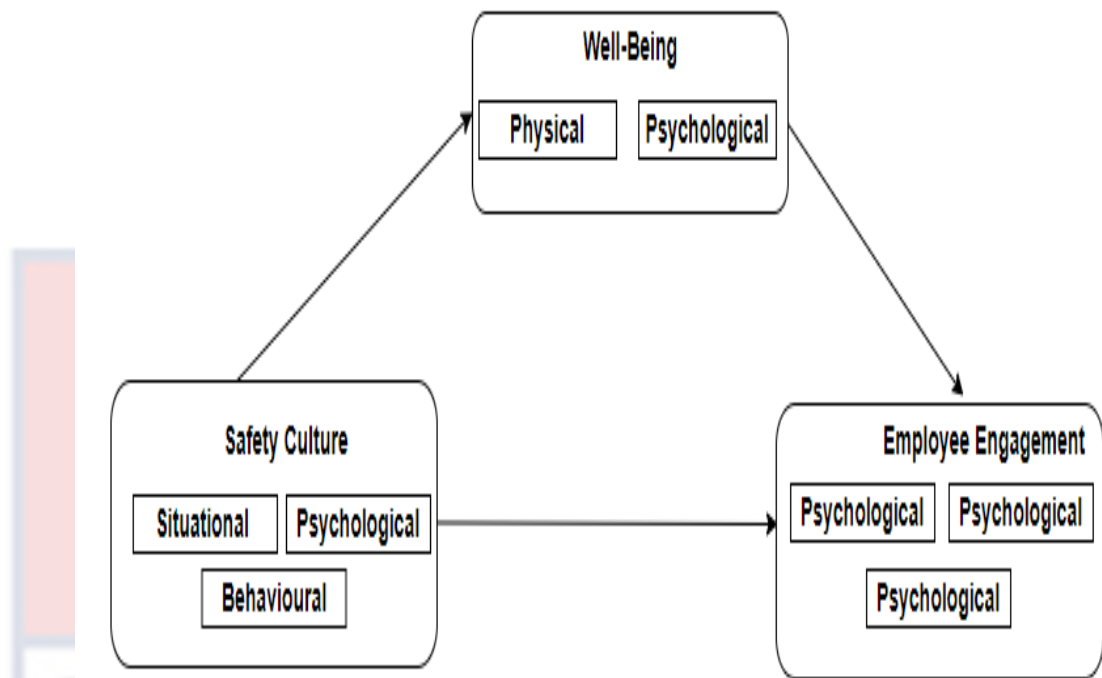 Well-Being
Physical Psychological
Safety Culture
Situational Psychological
Behavioural
Employee Engagement
Psychological Psychological
Psychological